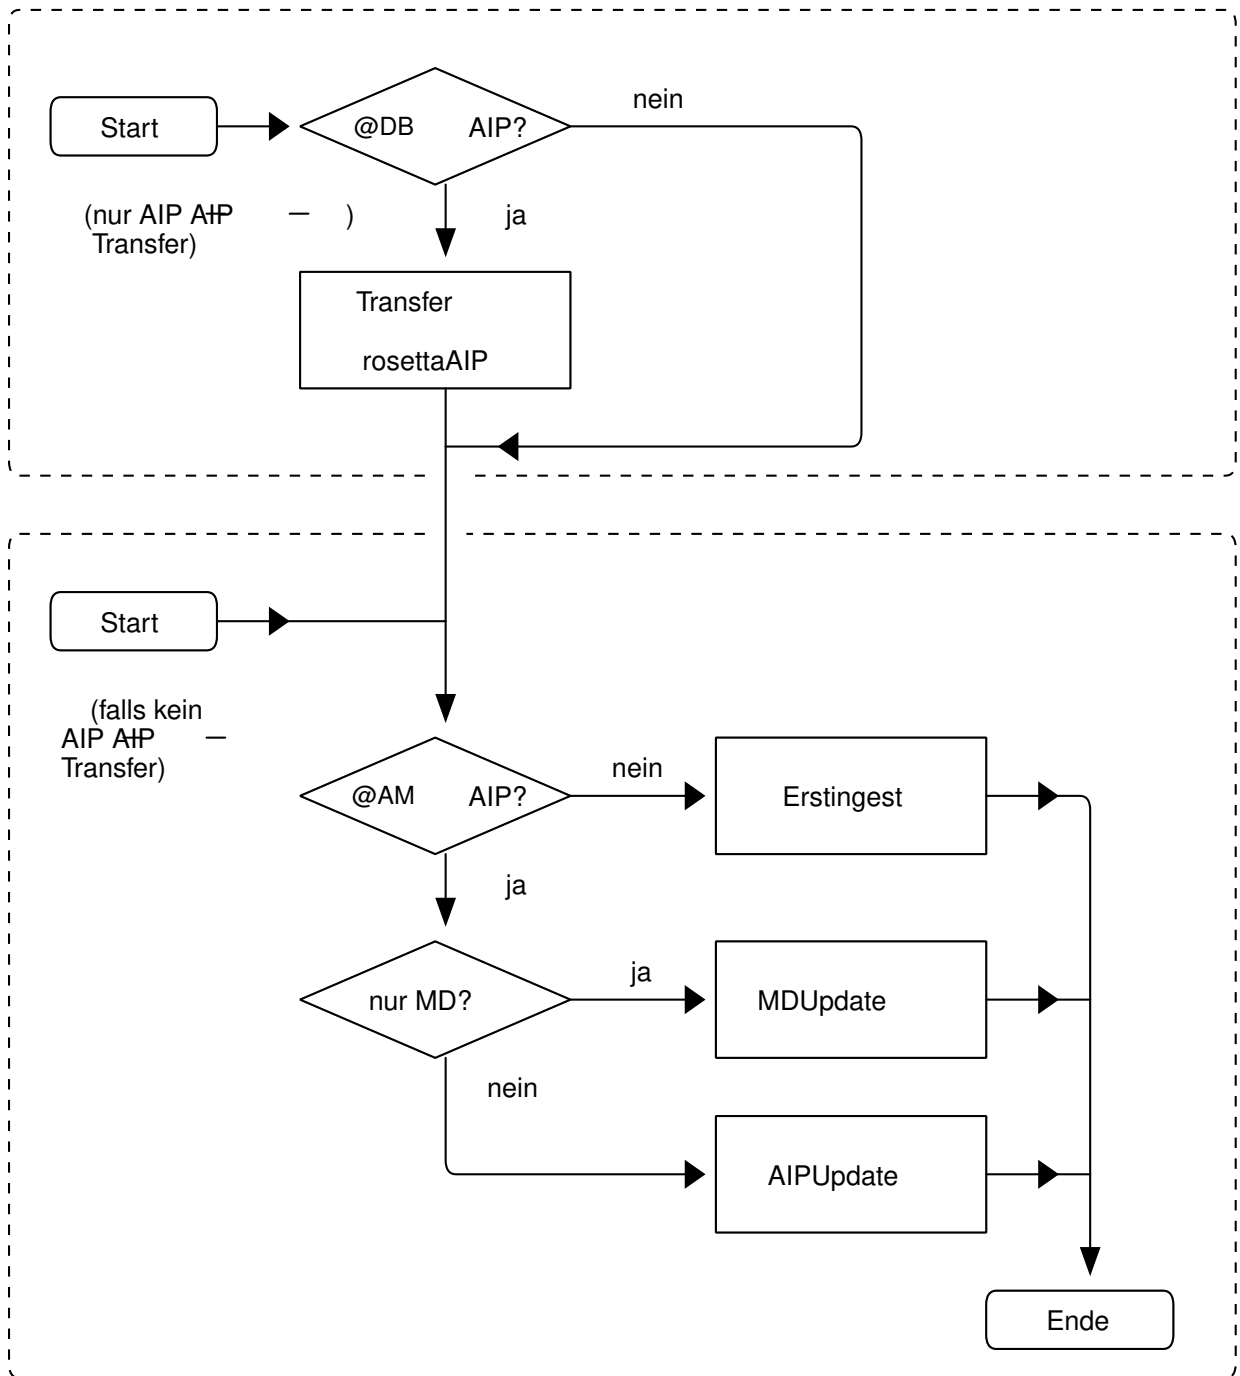 Start
@DB AIP?
nein
(nur AIP AIP — )
Transfer)
ja
Transfer
rosettaAIP
Start
(falls kein
AIP AIP —
Transfer)
@AM AIP?
nein
Erstingest
ja
nur MD?
ja
MDUpdate
nein
AIPUpdate
Ende